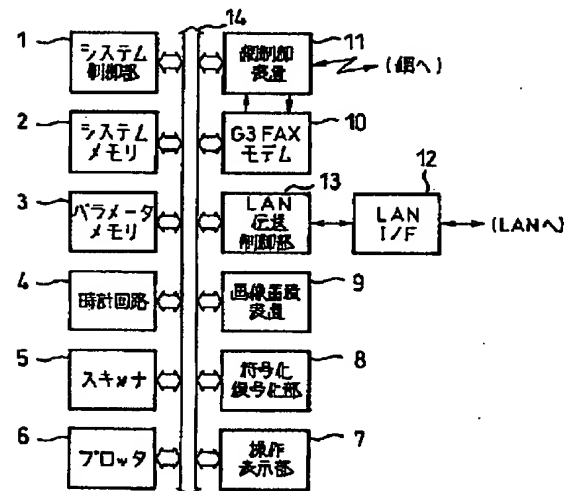 14
1
システム
制御部
11
網制御
装置
(網へ)
2
システム
メモリ
10
G3 FAX
モデム
3
パラメータ
メモリ
13
LAN
伝送
制御部
12
LAN
I/F
(LANへ)
4
時計回路
9
画像蓄積
装置
5
スキャナ
8
符号化
復号化部
6
プロッタ
7
操作
表示部